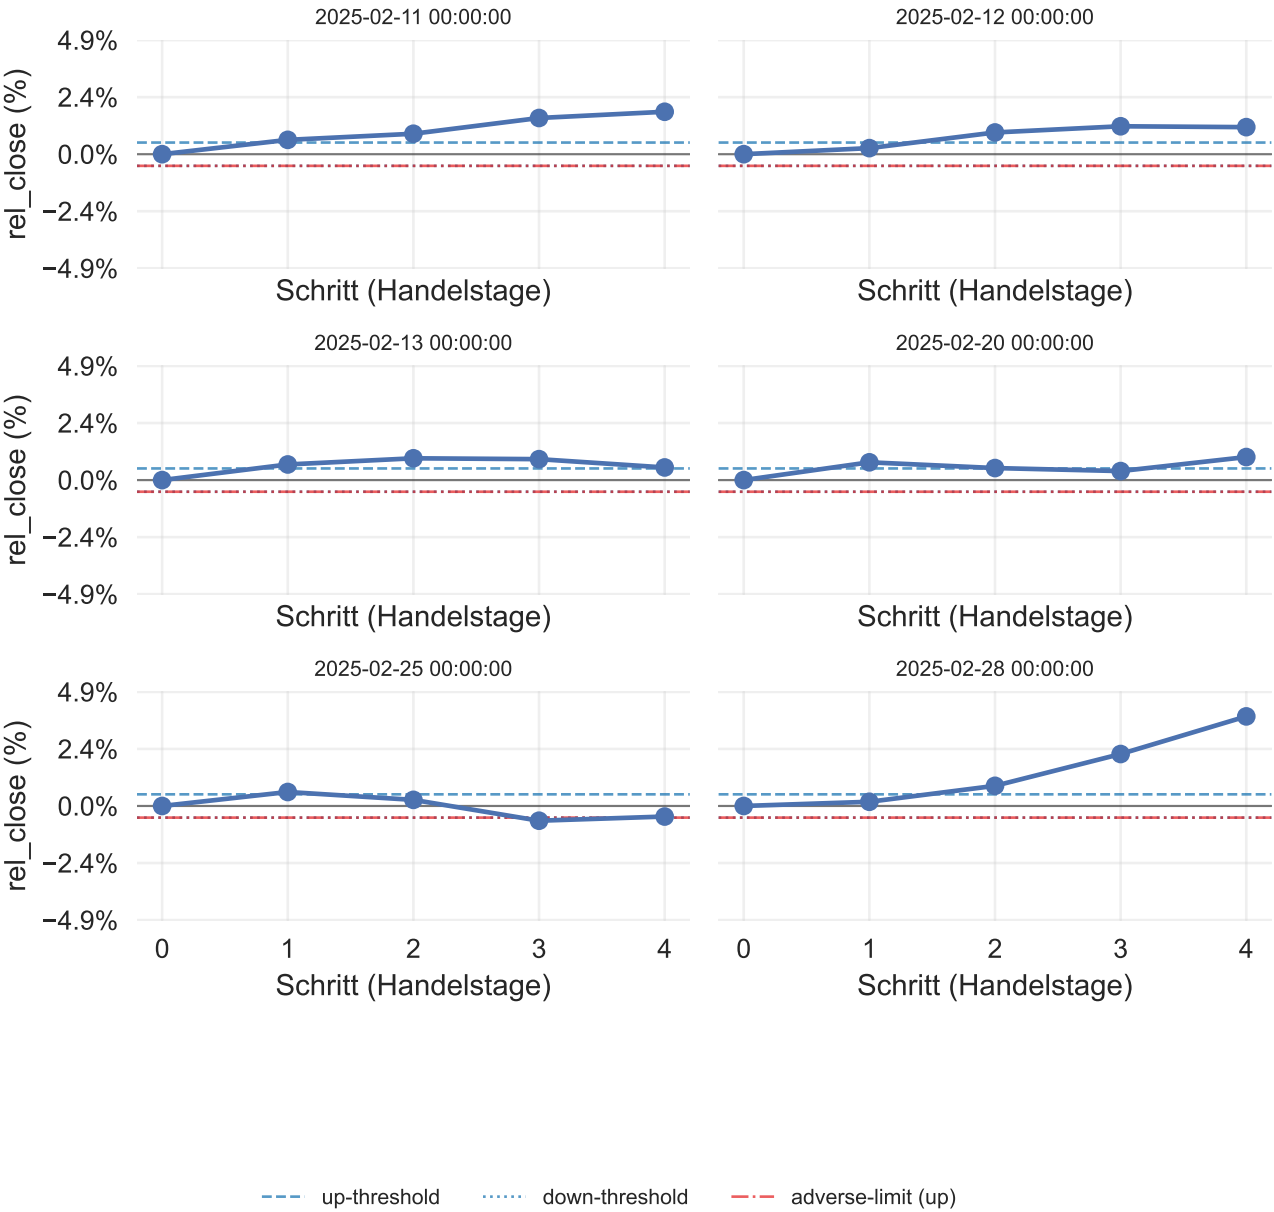 2025-02-11 00:00:00
2025-02-12 00:00:00
4.9%
2.4%
0.0%
−2.4%
−4.9%
rel_close (%)
Schritt (Handelstage)
Schritt (Handelstage)
2025-02-13 00:00:00
2025-02-20 00:00:00
4.9%
2.4%
0.0%
−2.4%
−4.9%
rel_close (%)
Schritt (Handelstage)
Schritt (Handelstage)
2025-02-25 00:00:00
2025-02-28 00:00:00
4.9%
2.4%
0.0%
−2.4%
−4.9%
rel_close (%)
0 1 2 3 4
0 1 2 3 4
Schritt (Handelstage)
Schritt (Handelstage)
up-threshold down-threshold adverse-limit (up)